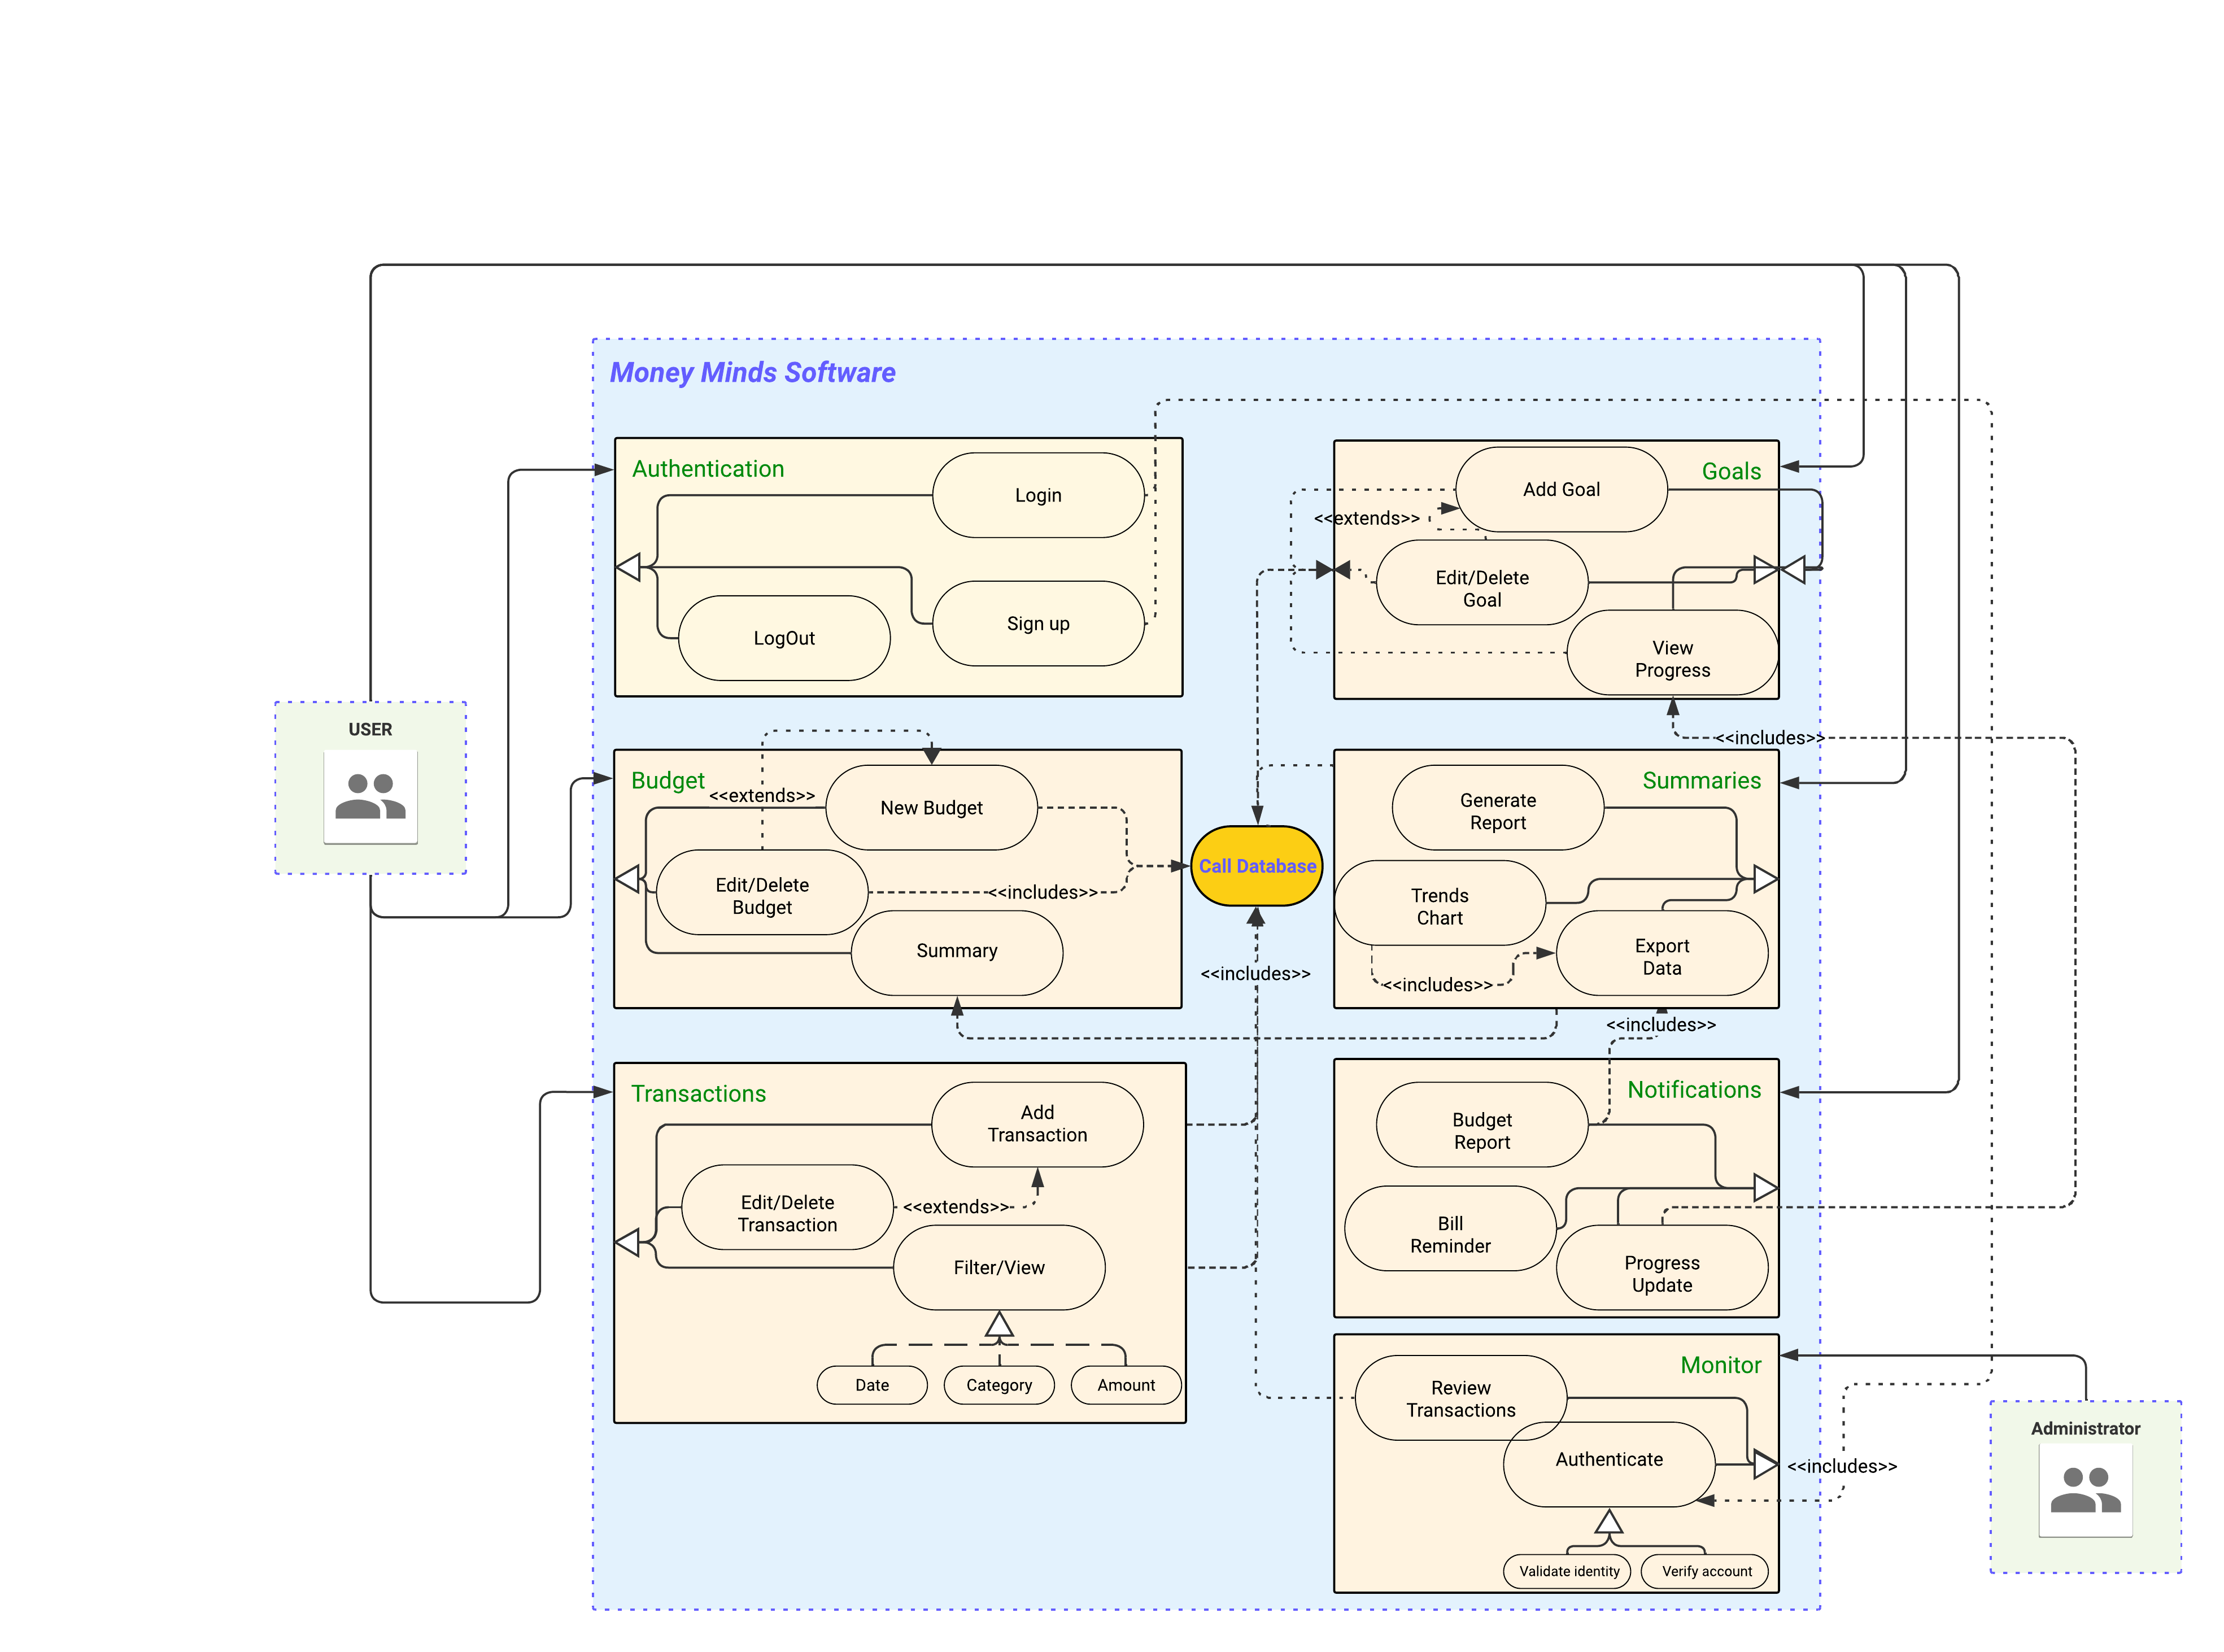 Money Minds Software
Authentication
Login
Sign up
LogOut
Goals
Add Goal
<<extends>>
Edit/Delete
Goal
View
Progress
<<includes>>
USER
Budget
<<extends>>
New Budget
Edit/Delete
Budget
<<includes>>
Summary
Call Database
<<includes>>
Summaries
Generate
Report
Trends
Chart
Export
Data
<<includes>>
<<includes>>
Transactions
Add
Transaction
Edit/Delete
Transaction
<<extends>>
Filter/View
Date
Category
Amount
Notifications
Budget
Report
Bill
Reminder
Progress
Update
Monitor
Review
Transactions
Authenticate
<<includes>>
Validate identity
Verify account
Administrator